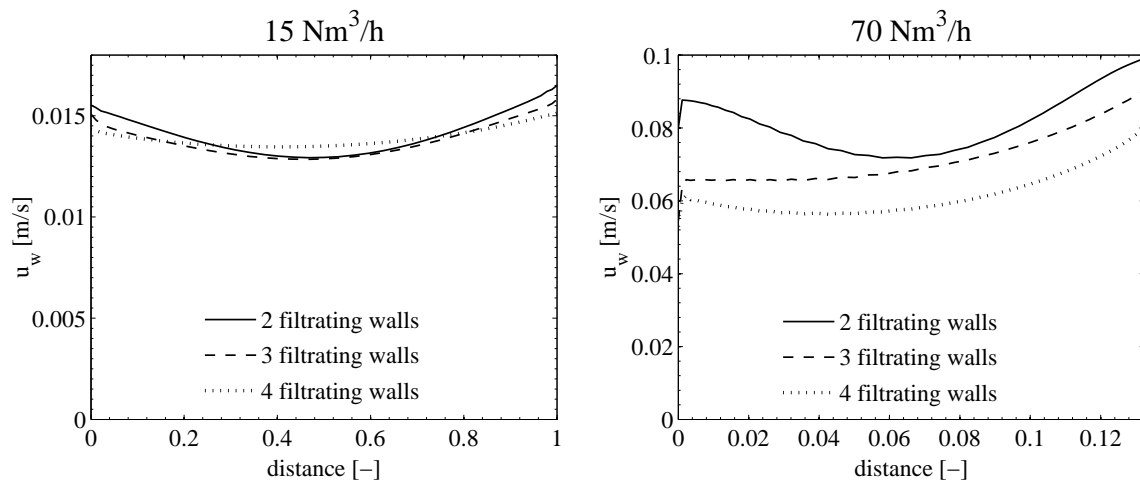 15 Nm³/h
u_w [m/s]
0.015
0.01
0.005
0
2 filtrating walls
3 filtrating walls
4 filtrating walls
0 0.2 0.4 0.6 0.8 1
distance [–]
70 Nm³/h
u_w [m/s]
0.1
0.08
0.06
0.04
0.02
0
2 filtrating walls
3 filtrating walls
4 filtrating walls
0 0.02 0.04 0.06 0.08 0.1 0.12
distance [–]